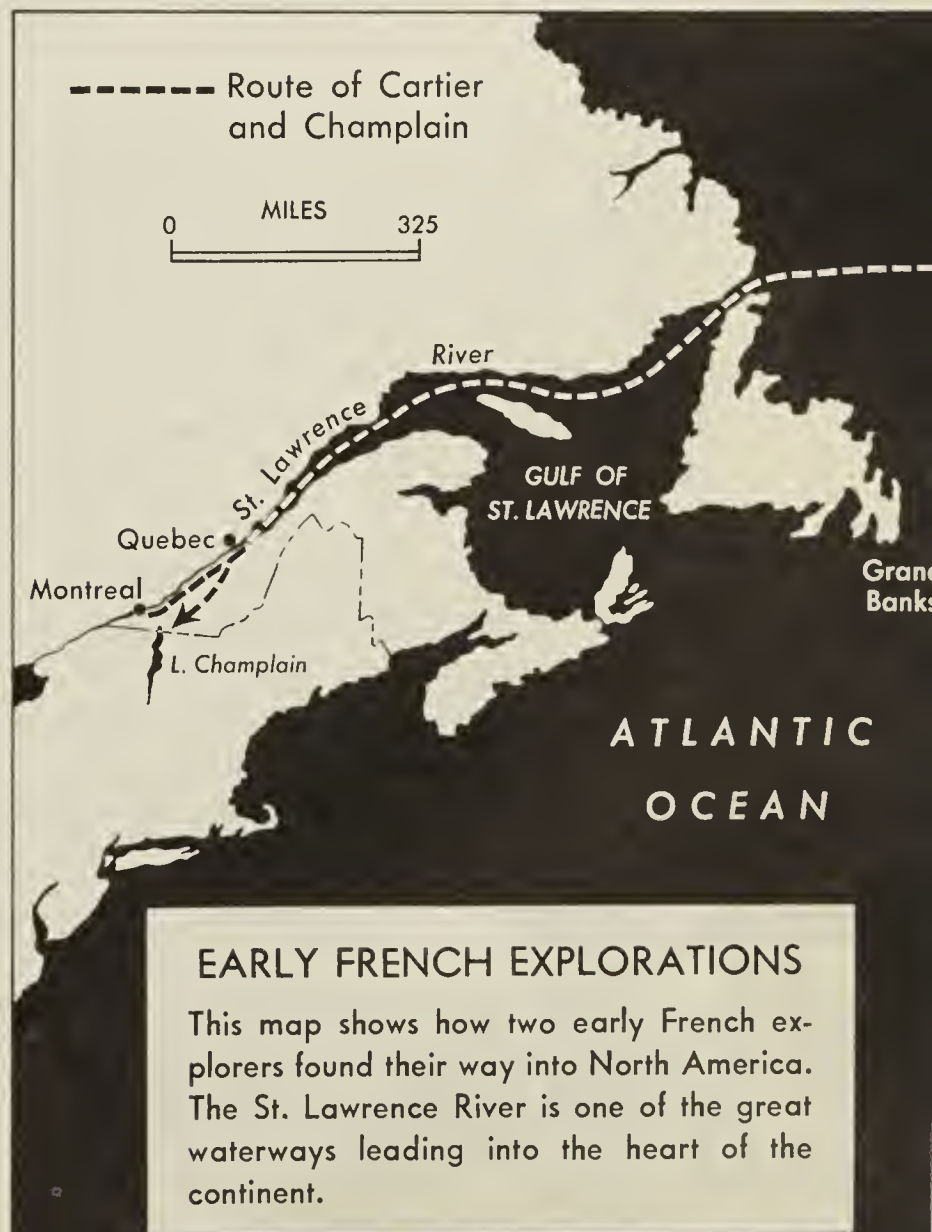 Route of Cartier
and Champlain
MILES
0 325
River
St. Lawrence
GULF OF
ST. LAWRENCE
Quebec
Montreal
L. Champlain
Banks
ATLANTIC
OCEAN
EARLY FRENCH EXPLORATIONS
This map shows how two early French ex-
plorers found their way into North America.
The St. Lawrence River is one of the great
waterways leading into the heart of the
continent.